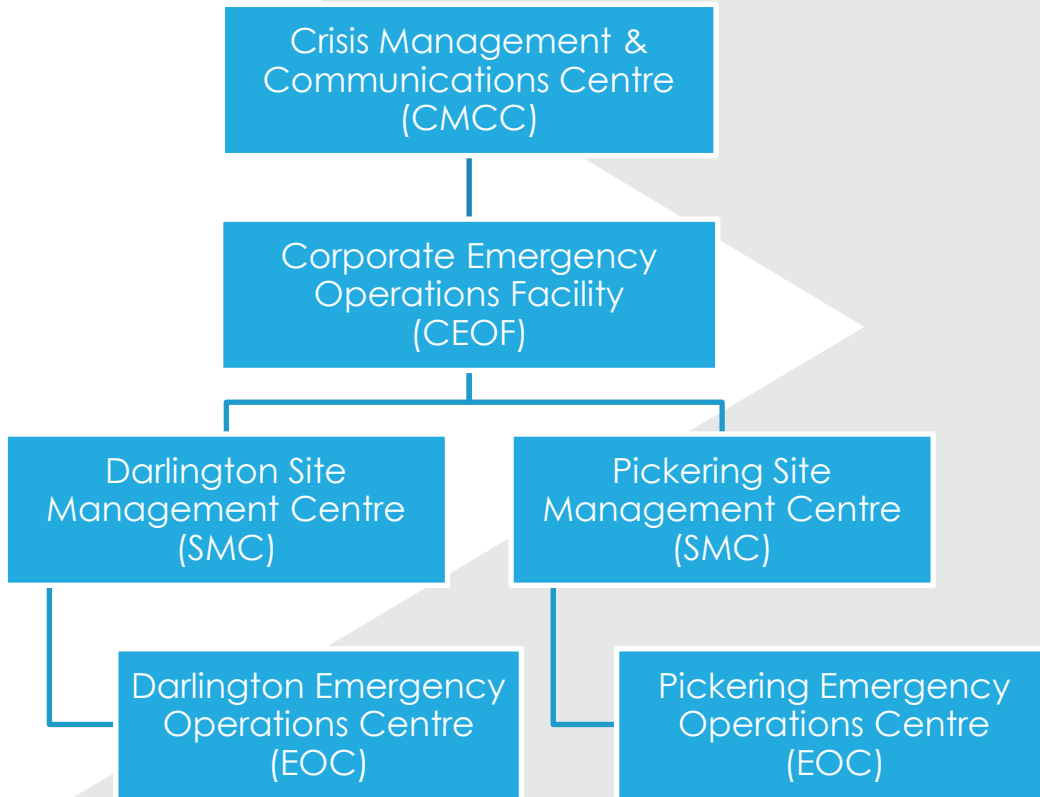 Crisis Management &
Communications Centre
(CMCC)
Corporate Emergency
Operations Facility
(CEOF)
Darlington Site
Management Centre
(SMC)
Pickering Site
Management Centre
(SMC)
Darlington Emergency
Operations Centre
(EOC)
Pickering Emergency
Operations Centre
(EOC)